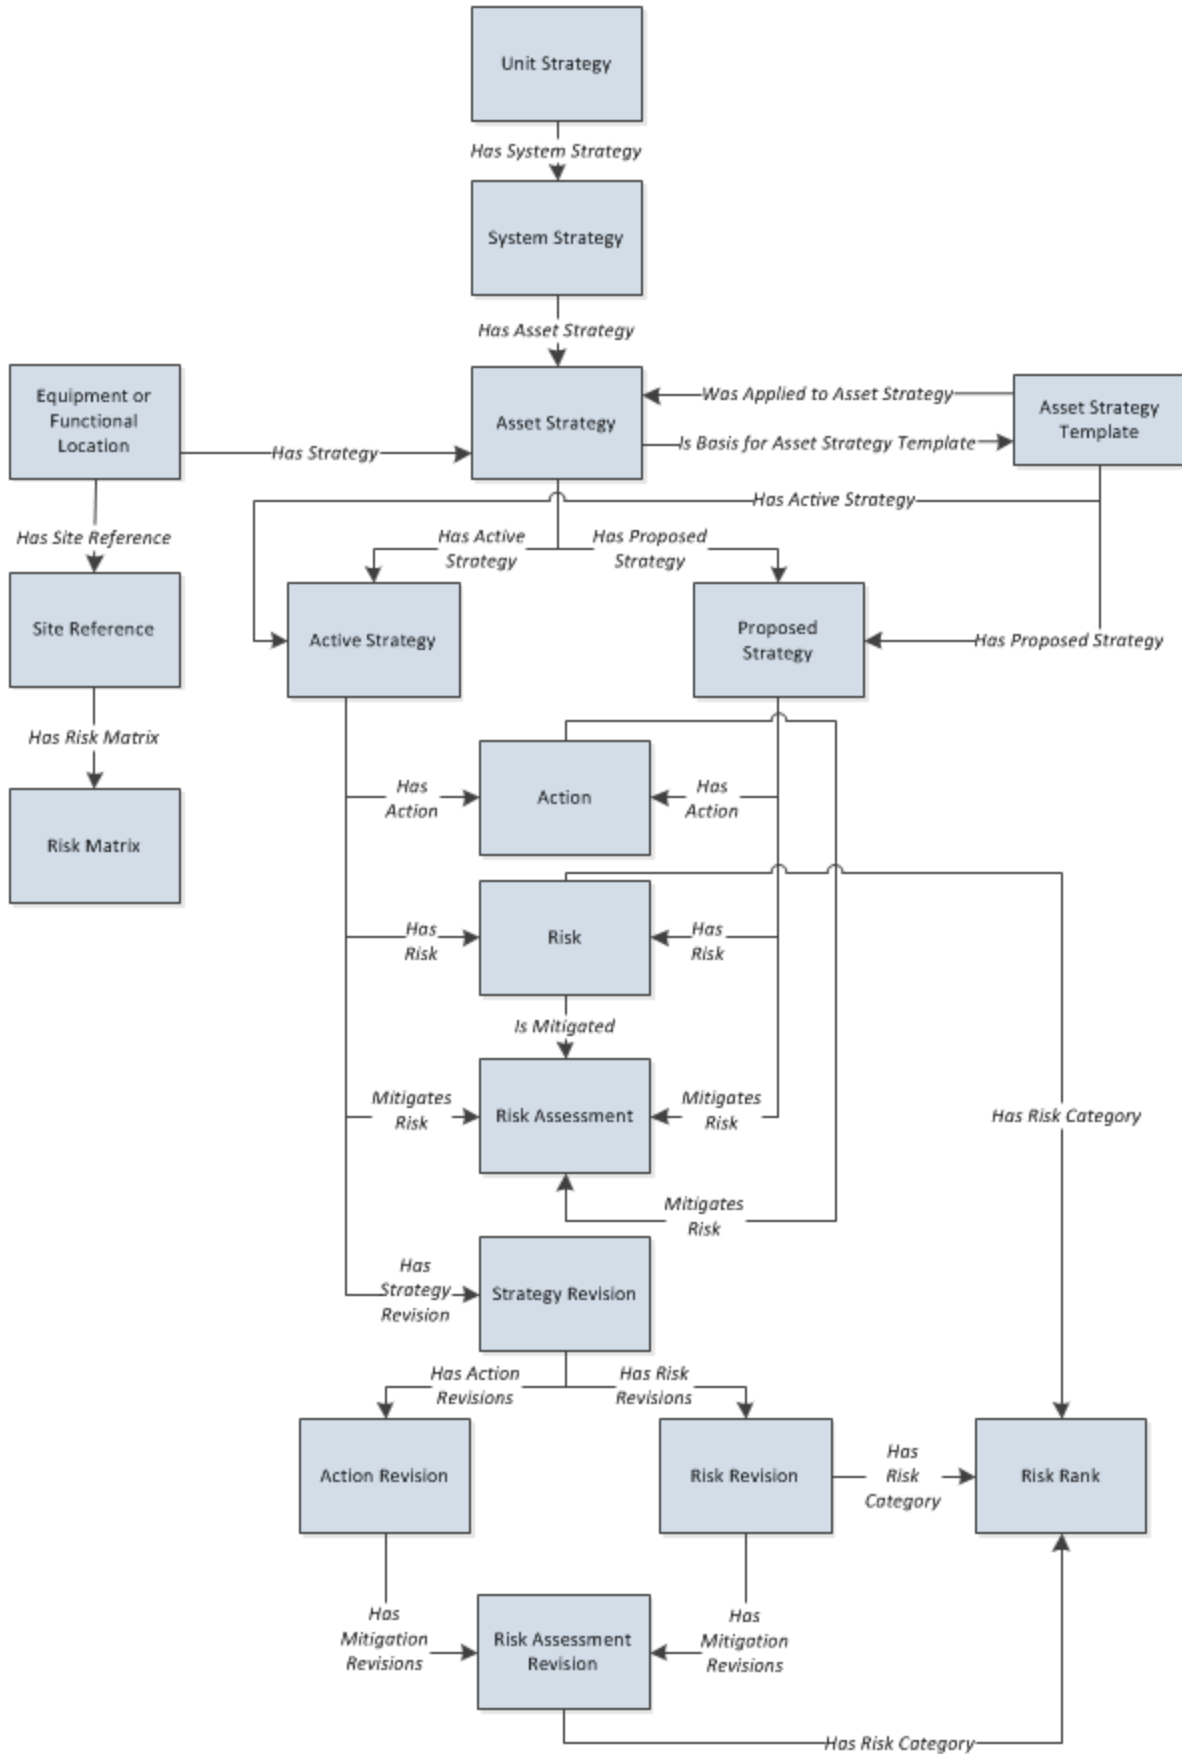 Unit Strategy
Has System Strategy
System Strategy
Has Asset Strategy
Equipment or
Functional
Location
Asset Strategy
Was Applied to Asset Strategy
Asset Strategy
Template
Is Basis for Asset Strategy Template
Has Strategy
Has Active Strategy
Has Site Reference
Has Active
Strategy
Has Proposed
Strategy
Site Reference
Active Strategy
Proposed
Strategy
Has Proposed Strategy
Has Risk Matrix
Risk Matrix
Has
Action
Action
Has
Action
Has
Risk
Risk
Has
Risk
Is Mitigated
Mitigates
Risk
Risk Assessment
Mitigates
Risk
Has Risk Category
Mitigates
Risk
Has
Strategy
Revision
Strategy Revision
Has Action
Revisions
Has Risk
Revisions
Action Revision
Risk Revision
Has
Risk
Category
Risk Rank
Has
Mitigation
Revisions
Risk Assessment
Revision
Has
Mitigation
Revisions
Has Risk Category